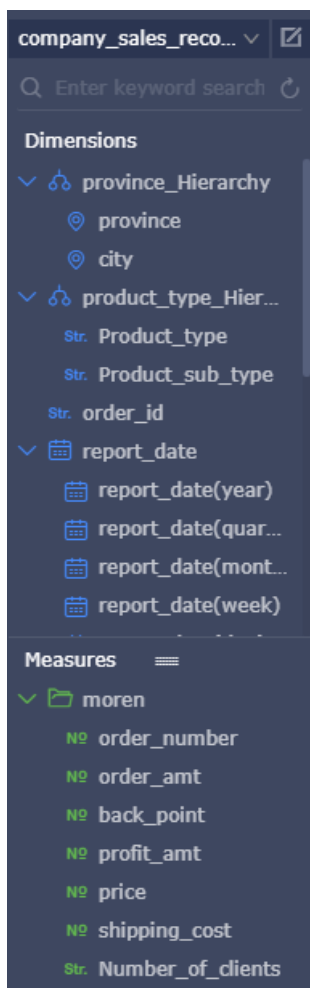 company_sales_reco...
Enter keyword search
Dimensions
province_Hierarchy
province
city
product_type_Hier...
Str. Product_type
Str. Product_sub_type
Str. order_id
report_date
report_date(year)
report_date(quar...
report_date(mont...
report_date(week)
Measures
moren
Nº order_number
Nº order_amt
Nº back_point
Nº profit_amt
Nº price
Nº shipping_cost
Str. Number_of_clients